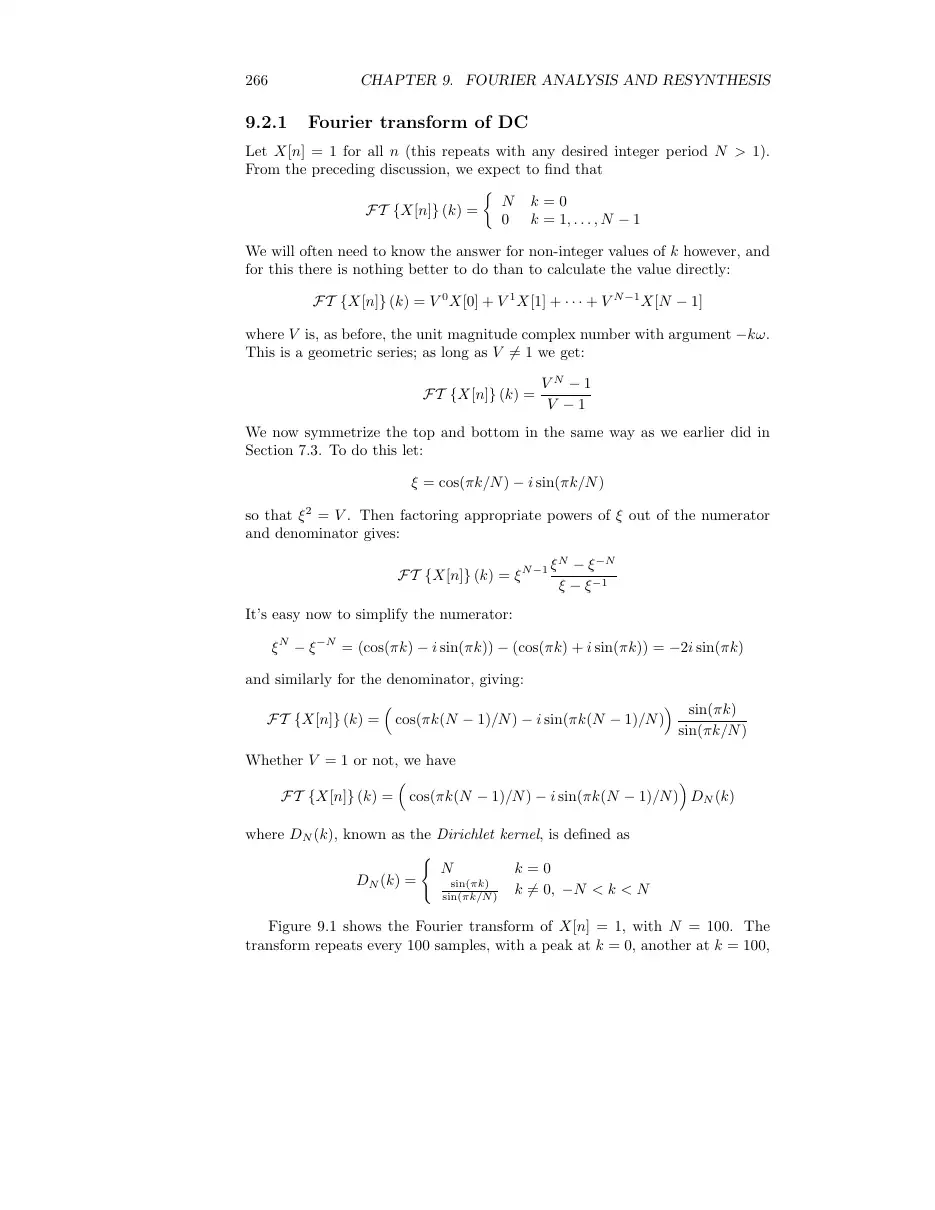 266 CHAPTER 9. FOURIER ANALYSIS AND RESYNTHESIS
9.2.1 Fourier transform of DC
Let X[n] = 1 for all n (this repeats with any desired integer period N > 1).
From the preceding discussion, we expect to find that
FT {X[n]} (k) = { N k = 0
0 k = 1, . . . , N − 1
We will often need to know the answer for non-integer values of k however, and
for this there is nothing better to do than to calculate the value directly:
FT {X[n]} (k) = V⁰X[0] + V¹X[1] + · · · + V^{N−1}X[N − 1]
where V is, as before, the unit magnitude complex number with argument −kω.
This is a geometric series; as long as V ≠ 1 we get:
FT {X[n]} (k) = \frac{V^N − 1}{V − 1}
We now symmetrize the top and bottom in the same way as we earlier did in
Section 7.3. To do this let:
ξ = cos(πk/N) − i sin(πk/N)
so that ξ² = V. Then factoring appropriate powers of ξ out of the numerator
and denominator gives:
FT {X[n]} (k) = ξ^{N−1} \frac{ξ^N − ξ^{−N}}{ξ − ξ^{−1}}
It's easy now to simplify the numerator:
ξ^N − ξ^{−N} = (cos(πk) − i sin(πk)) − (cos(πk) + i sin(πk)) = −2i sin(πk)
and similarly for the denominator, giving:
FT {X[n]} (k) = (cos(πk(N − 1)/N) − i sin(πk(N − 1)/N)) \frac{sin(πk)}{sin(πk/N)}
Whether V = 1 or not, we have
FT {X[n]} (k) = (cos(πk(N − 1)/N) − i sin(πk(N − 1)/N)) D_N(k)
where D_N(k), known as the Dirichlet kernel, is defined as
D_N(k) = { N k = 0
\frac{sin(πk)}{sin(πk/N)} k ≠ 0, −N < k < N
Figure 9.1 shows the Fourier transform of X[n] = 1, with N = 100. The
transform repeats every 100 samples, with a peak at k = 0, another at k = 100,